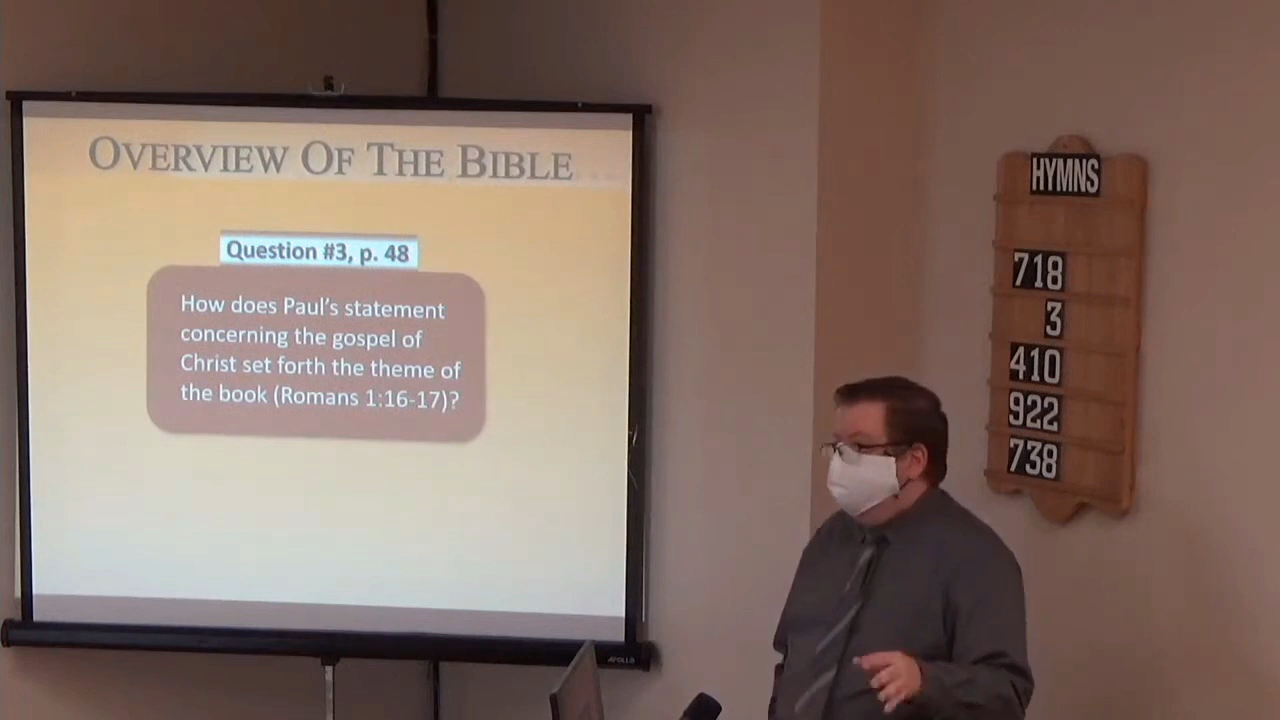 OVERVIEW OF THE BIBLE
Question #3, p. 48
How does Paul's statement
concerning the gospel of
Christ set forth the theme of
the book (Romans 1:16-17)?
APOLLO
HYMNS
718
3
410
922
738